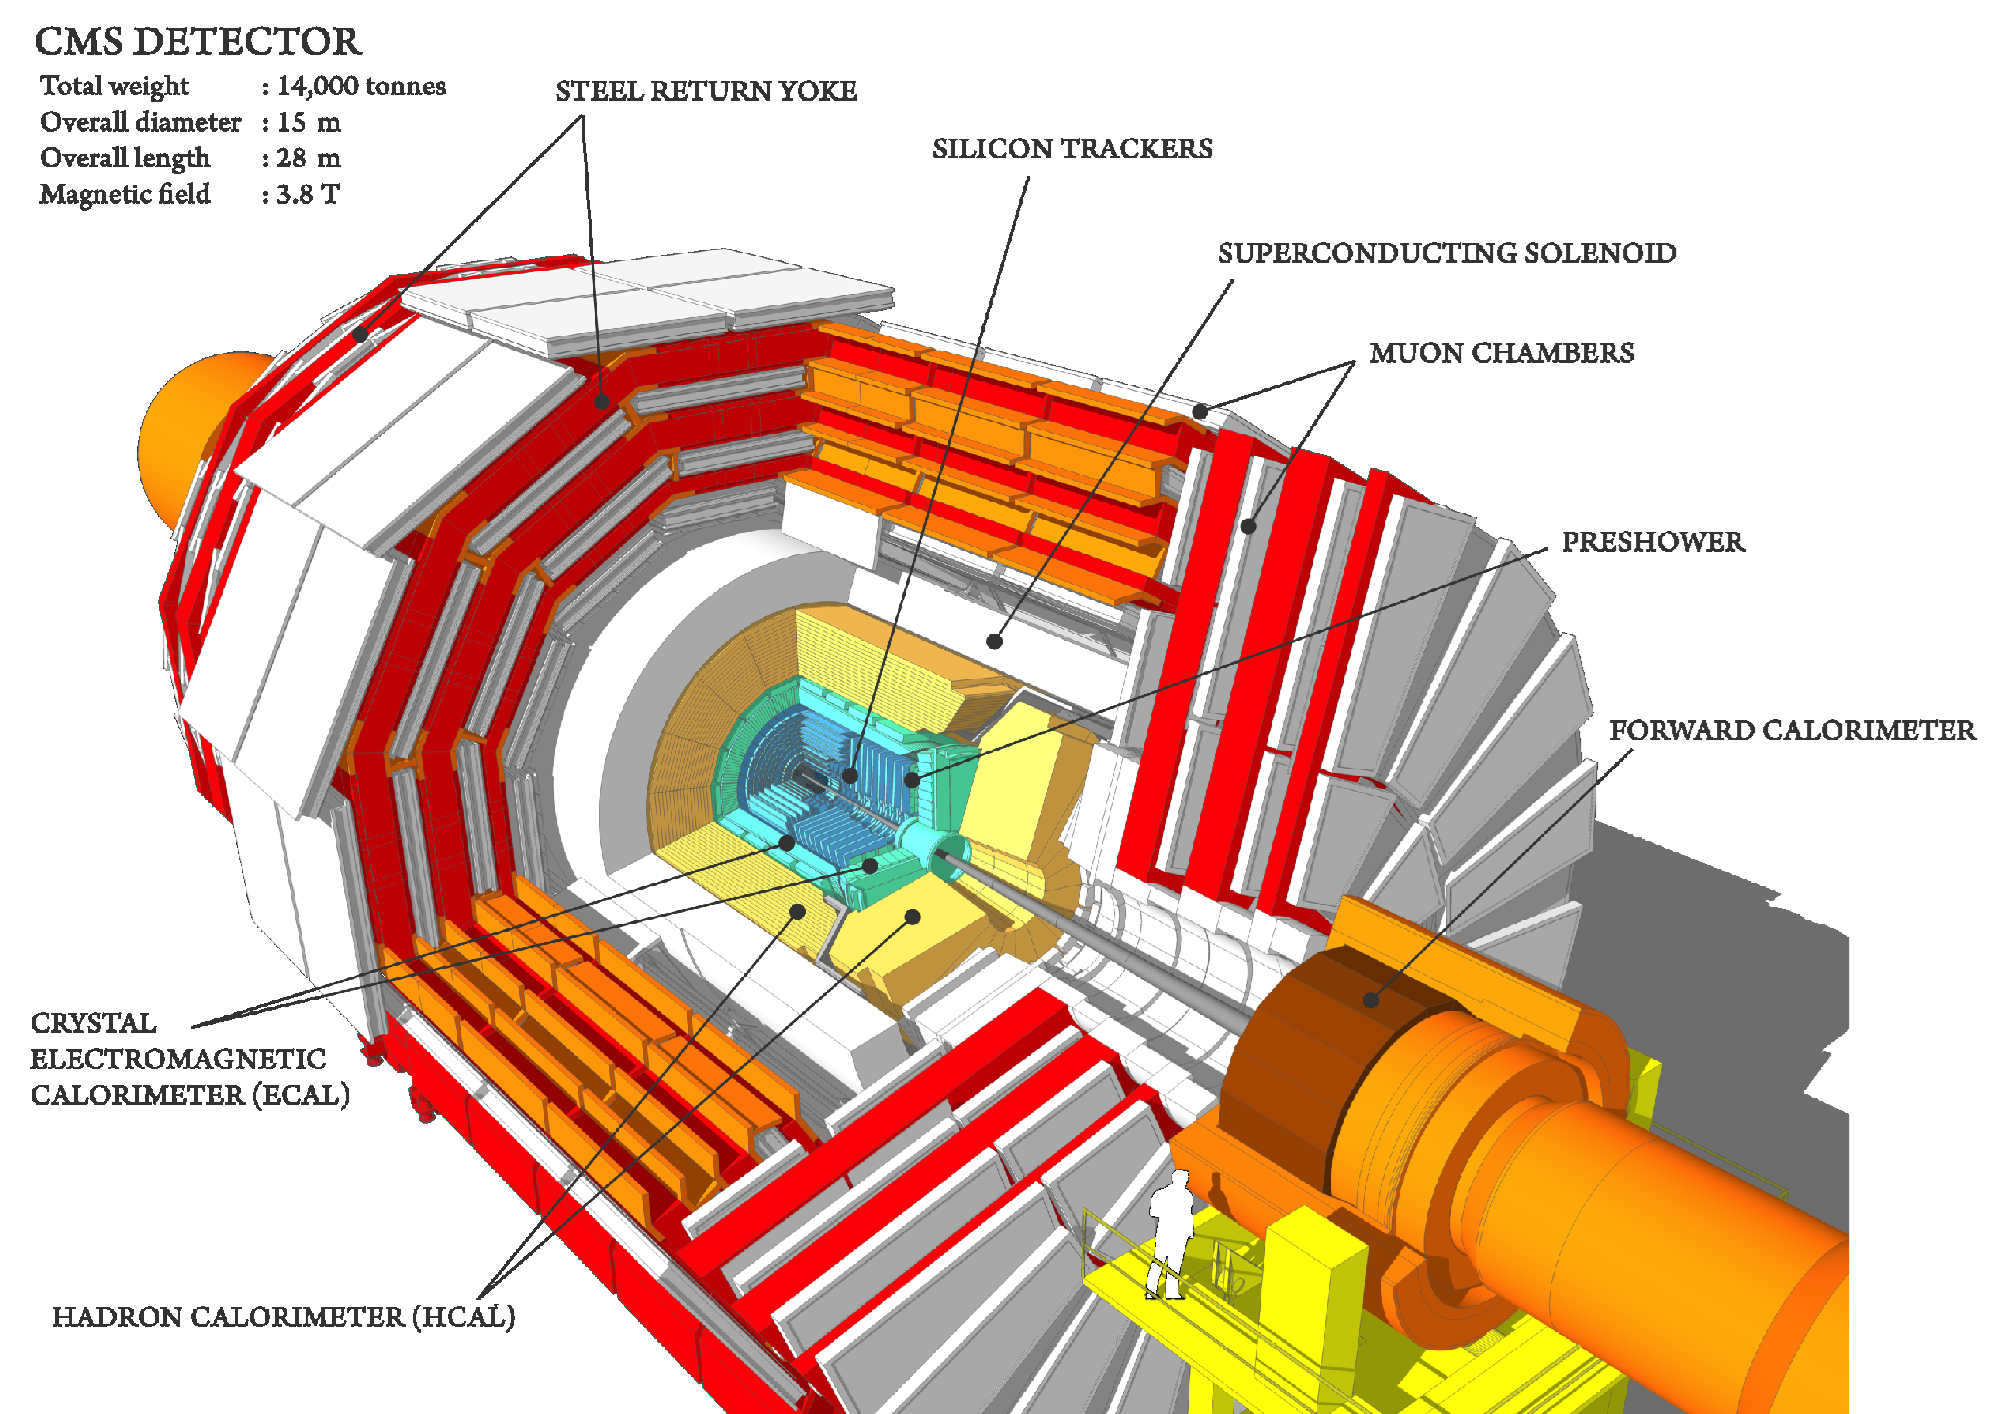 CMS DETECTOR
Total weight : 14,000 tonnes
Overall diameter : 15 m
Overall length : 28 m
Magnetic field : 3.8 T
STEEL RETURN YOKE
SILICON TRACKERS
SUPERCONDUCTING SOLENOID
MUON CHAMBERS
PRESHOWER
FORWARD CALORIMETER
CRYSTAL
ELECTROMAGNETIC
CALORIMETER (ECAL)
HADRON CALORIMETER (HCAL)